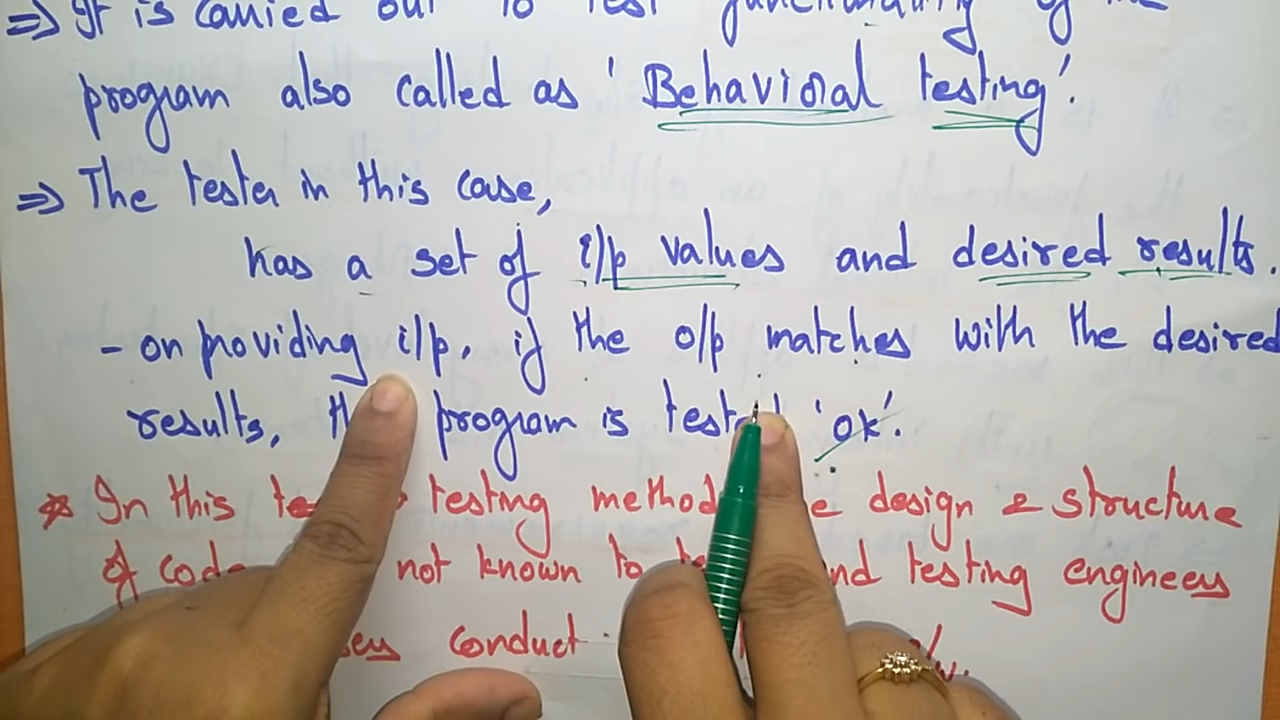 ⇒ It is carried out to test functionality of the
program also called as 'Behavioral testing'.
⇒ The tester in this case,
has a set of i/p values and desired results.
- on providing i/p, if the o/p matches with the desired
results, the program is tested 'ok'.
* In this testing method design & structure
of code not known to and testing engineers
conduct